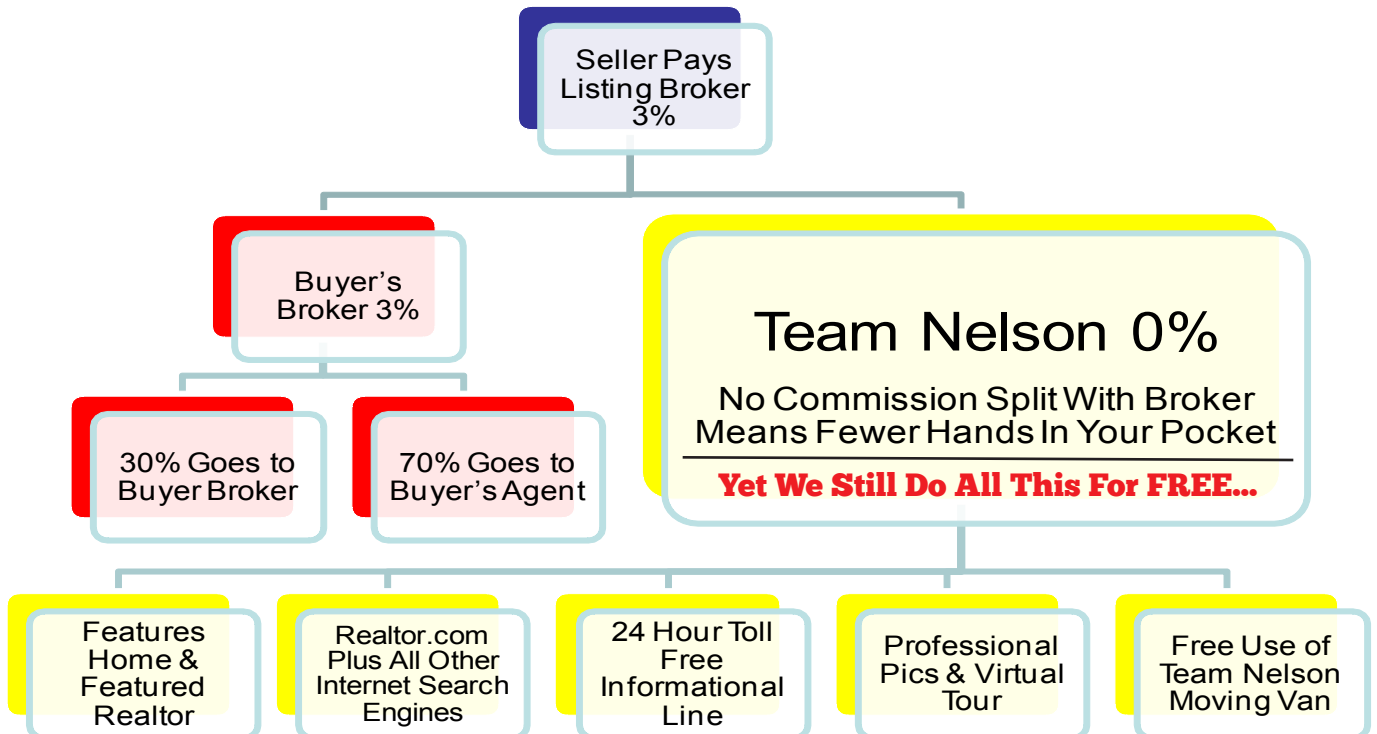 Seller Pays
Listing Broker
3%
Buyer's
Broker 3%
Team Nelson 0%
No Commission Split With Broker
Means Fewer Hands In Your Pocket
Yet We Still Do All This For FREE...
30% Goes to
Buyer Broker
70% Goes to
Buyer's Agent
Features
Home &
Featured
Realtor
Realtor.com
Plus All Other
Internet Search
Engines
24 Hour Toll
Free
Informational
Line
Professional
Pics & Virtual
Tour
Free Use of
Team Nelson
Moving Van